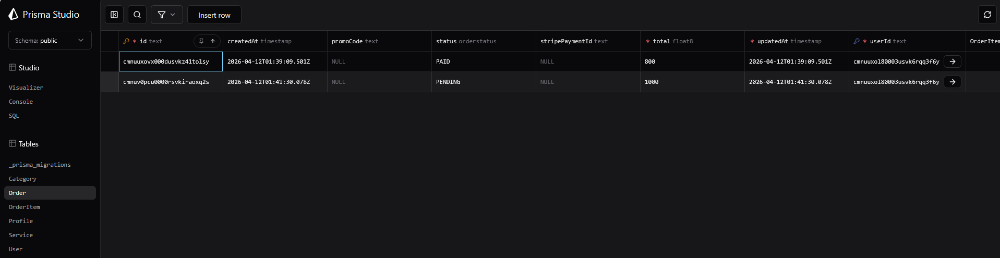 Prisma Studio
Insert row
Schema: public
Studio
Visualizer
Console
SQL
Tables
_prisma_migrations
Category
Order
OrderItem
Profile
Service
User
* id text createdAt timestamp promoCode text status orderstatus stripePaymentId text * total float8 * updatedAt timestamp * userId text OrderItem
cmnuuxovx000dusvkz41to1sy 2026-04-12T01:39:09.501Z NULL PAID NULL 800 2026-04-12T01:39:09.501Z cmnuuxol80003usvk6rqq3f6y
cmnuv0pcu0000rsvkiraoxq2s 2026-04-12T01:41:30.078Z NULL PENDING NULL 1000 2026-04-12T01:41:30.078Z cmnuuxol80003usvk6rqq3f6y